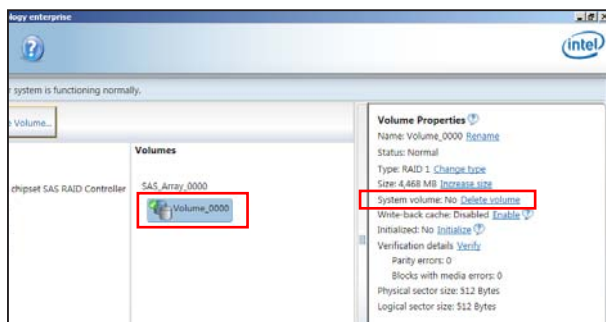 ology enterprise
intel
system is functioning normally.
Volume...
Volumes
chipset SAS RAID Controller
SAS_Array_0000
Volume_0000
Volume Properties ?
Name: Volume_0000 Rename
Status: Normal
Type: RAID 1 Change type
Size: 4,468 MB Increase size
System volume: No Delete volume
Write-back cache: Disabled Enable ?
Initialized: No Initialize ?
Verification details Verify
Parity errors: 0
Blocks with media errors: 0
Physical sector size: 512 Bytes
Logical sector size: 512 Bytes